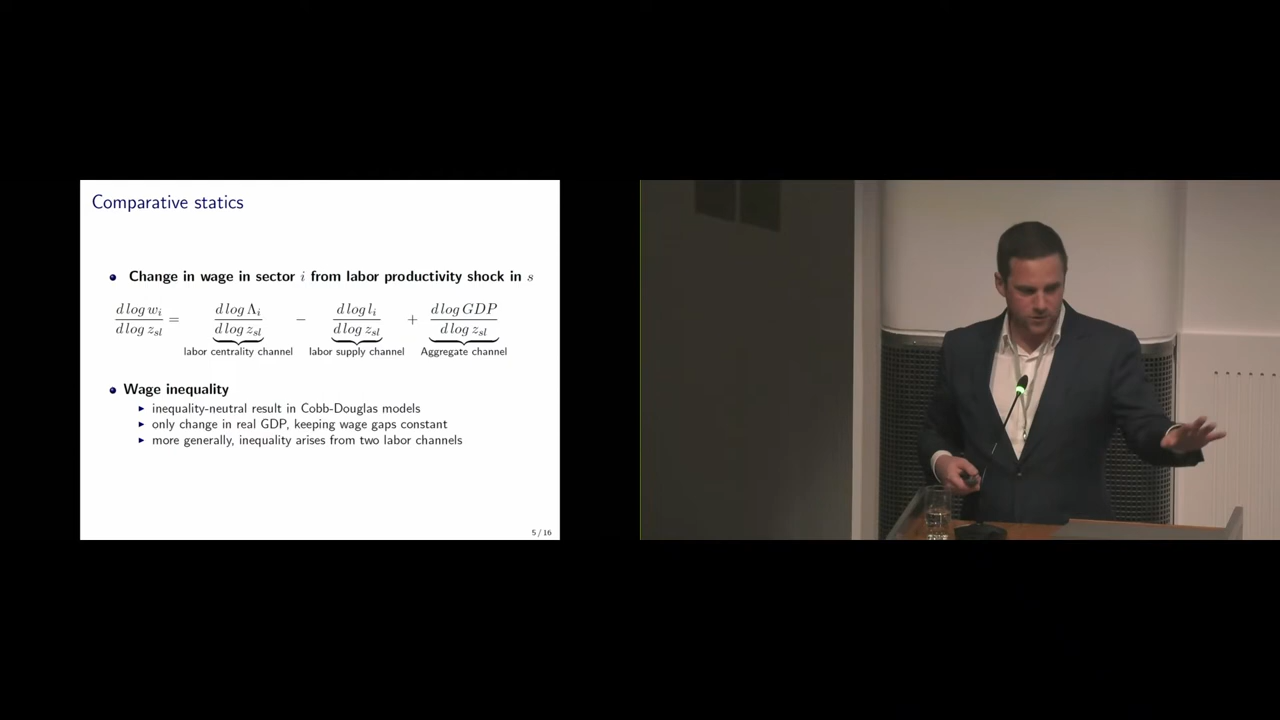 Comparative statics
Change in wage in sector i from labor productivity shock in s
d log w_i / d log z_sl = d log Λ_i / d log z_sl − d log l_i / d log z_sl + d log GDP / d log z_sl
labor centrality channel labor supply channel Aggregate channel
Wage inequality
inequality-neutral result in Cobb-Douglas models
only change in real GDP, keeping wage gaps constant
more generally, inequality arises from two labor channels
5 / 16